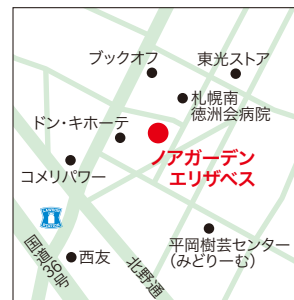 ブックオフ
東光ストア
札幌南
徳洲会病院
ドン・キホーテ
ノアガーデン
エリザベス
コメリパワー
平岡樹芸センター
(みどりーむ)
西友
国道36号
北野通